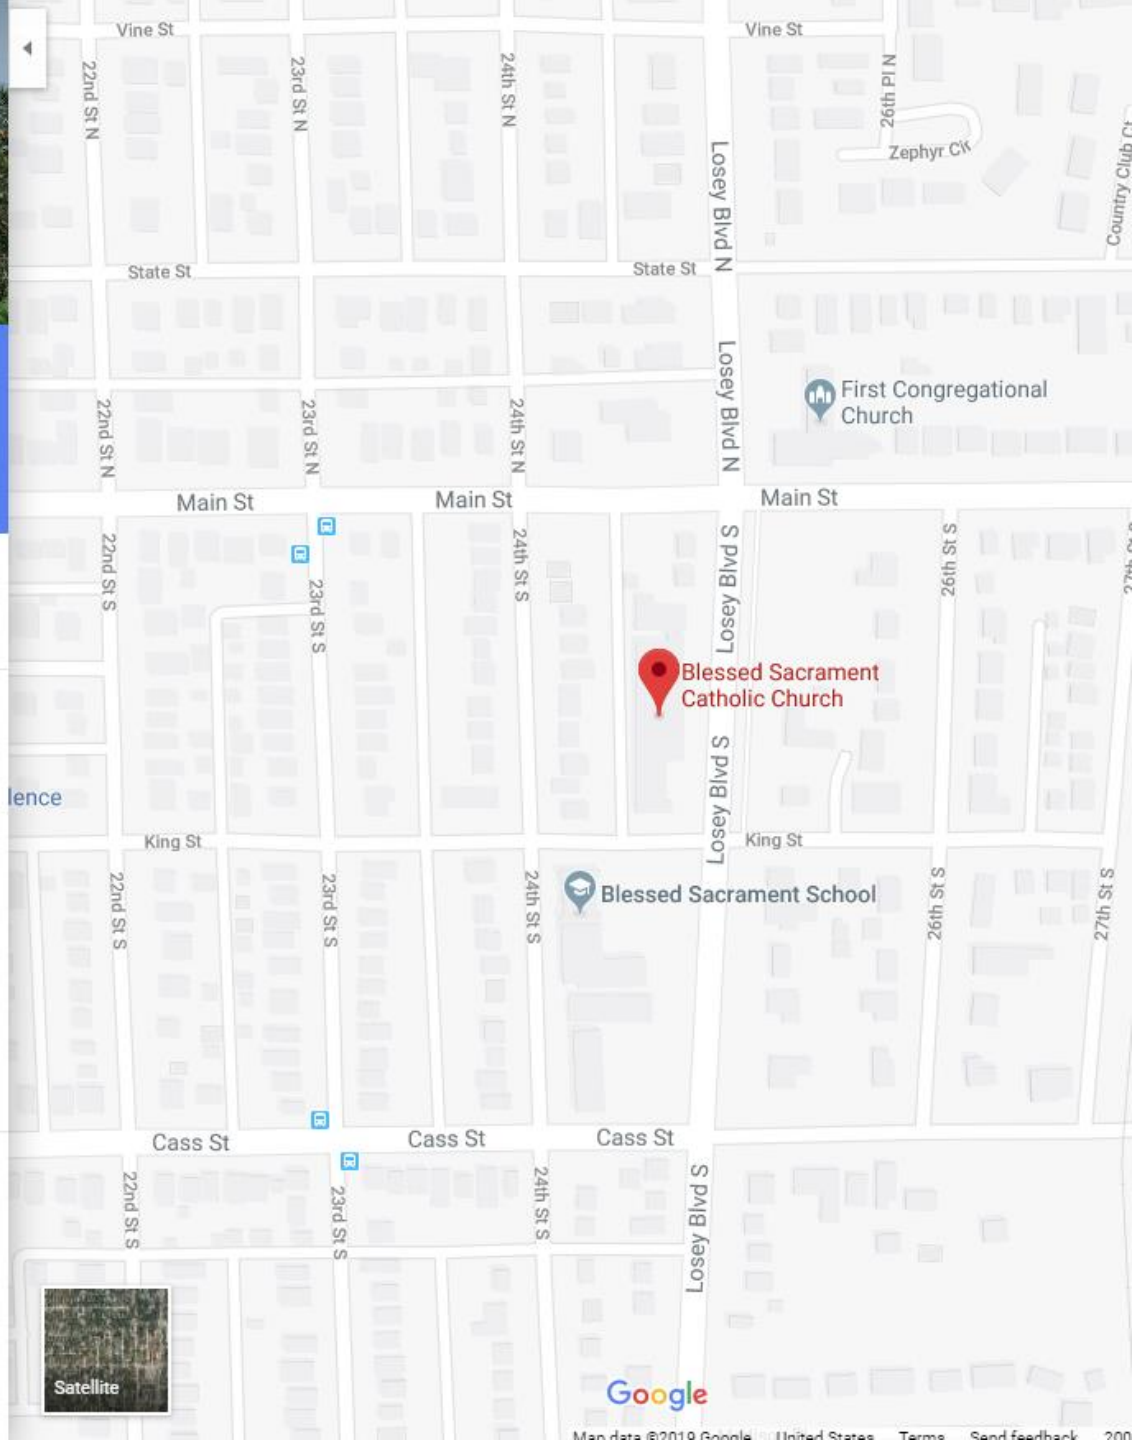 Vine St
Vine St
22nd St N
23rd St N
24th St N
26th Pl N
Zephyr Cir
Country Club Ct
Losey Blvd N
State St
State St
Losey Blvd N
First Congregational
Church
22nd St N
23rd St N
24th St N
Main St
Main St
Main St
22nd St S
23rd St S
24th St S
Losey Blvd S
26th St S
Blessed Sacrament
Catholic Church
Losey Blvd S
lence
King St
King St
Blessed Sacrament School
22nd St S
23rd St S
24th St S
26th St S
27th St S
Cass St
Cass St
Cass St
22nd St S
23rd St S
24th St S
Losey Blvd S
Satellite
Google
Map data ©2019 Google United States Terms Send feedback 200